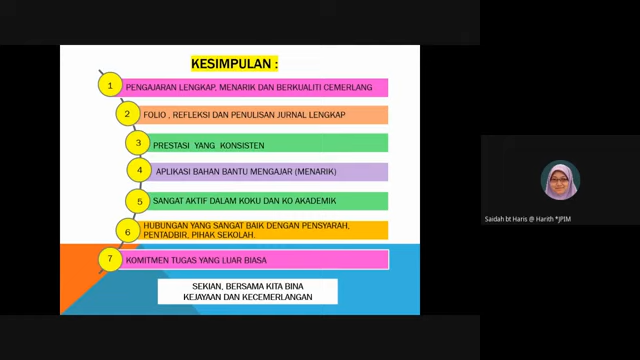 KESIMPULAN :
1 PENGAJARAN LENGKAP, MENARIK DAN BERKUALITI CEMERLANG
2 FOLIO , REFLEKSI DAN PENULISAN JURNAL LENGKAP
3 PRESTASI YANG KONSISTEN
4 APLIKASI BAHAN BANTU MENGAJAR (MENARIK)
5 SANGAT AKTIF DALAM KOKU DAN KO AKADEMIK
6 HUBUNGAN YANG SANGAT BAIK DENGAN PENSYARAH,
PENTADBIR, PIHAK SEKOLAH.
7 KOMITMEN TUGAS YANG LUAR BIASA
SEKIAN, BERSAMA KITA BINA
KEJAYAAN DAN KECEMERLANGAN
Saidah bt Haris @ Harith *JPIM